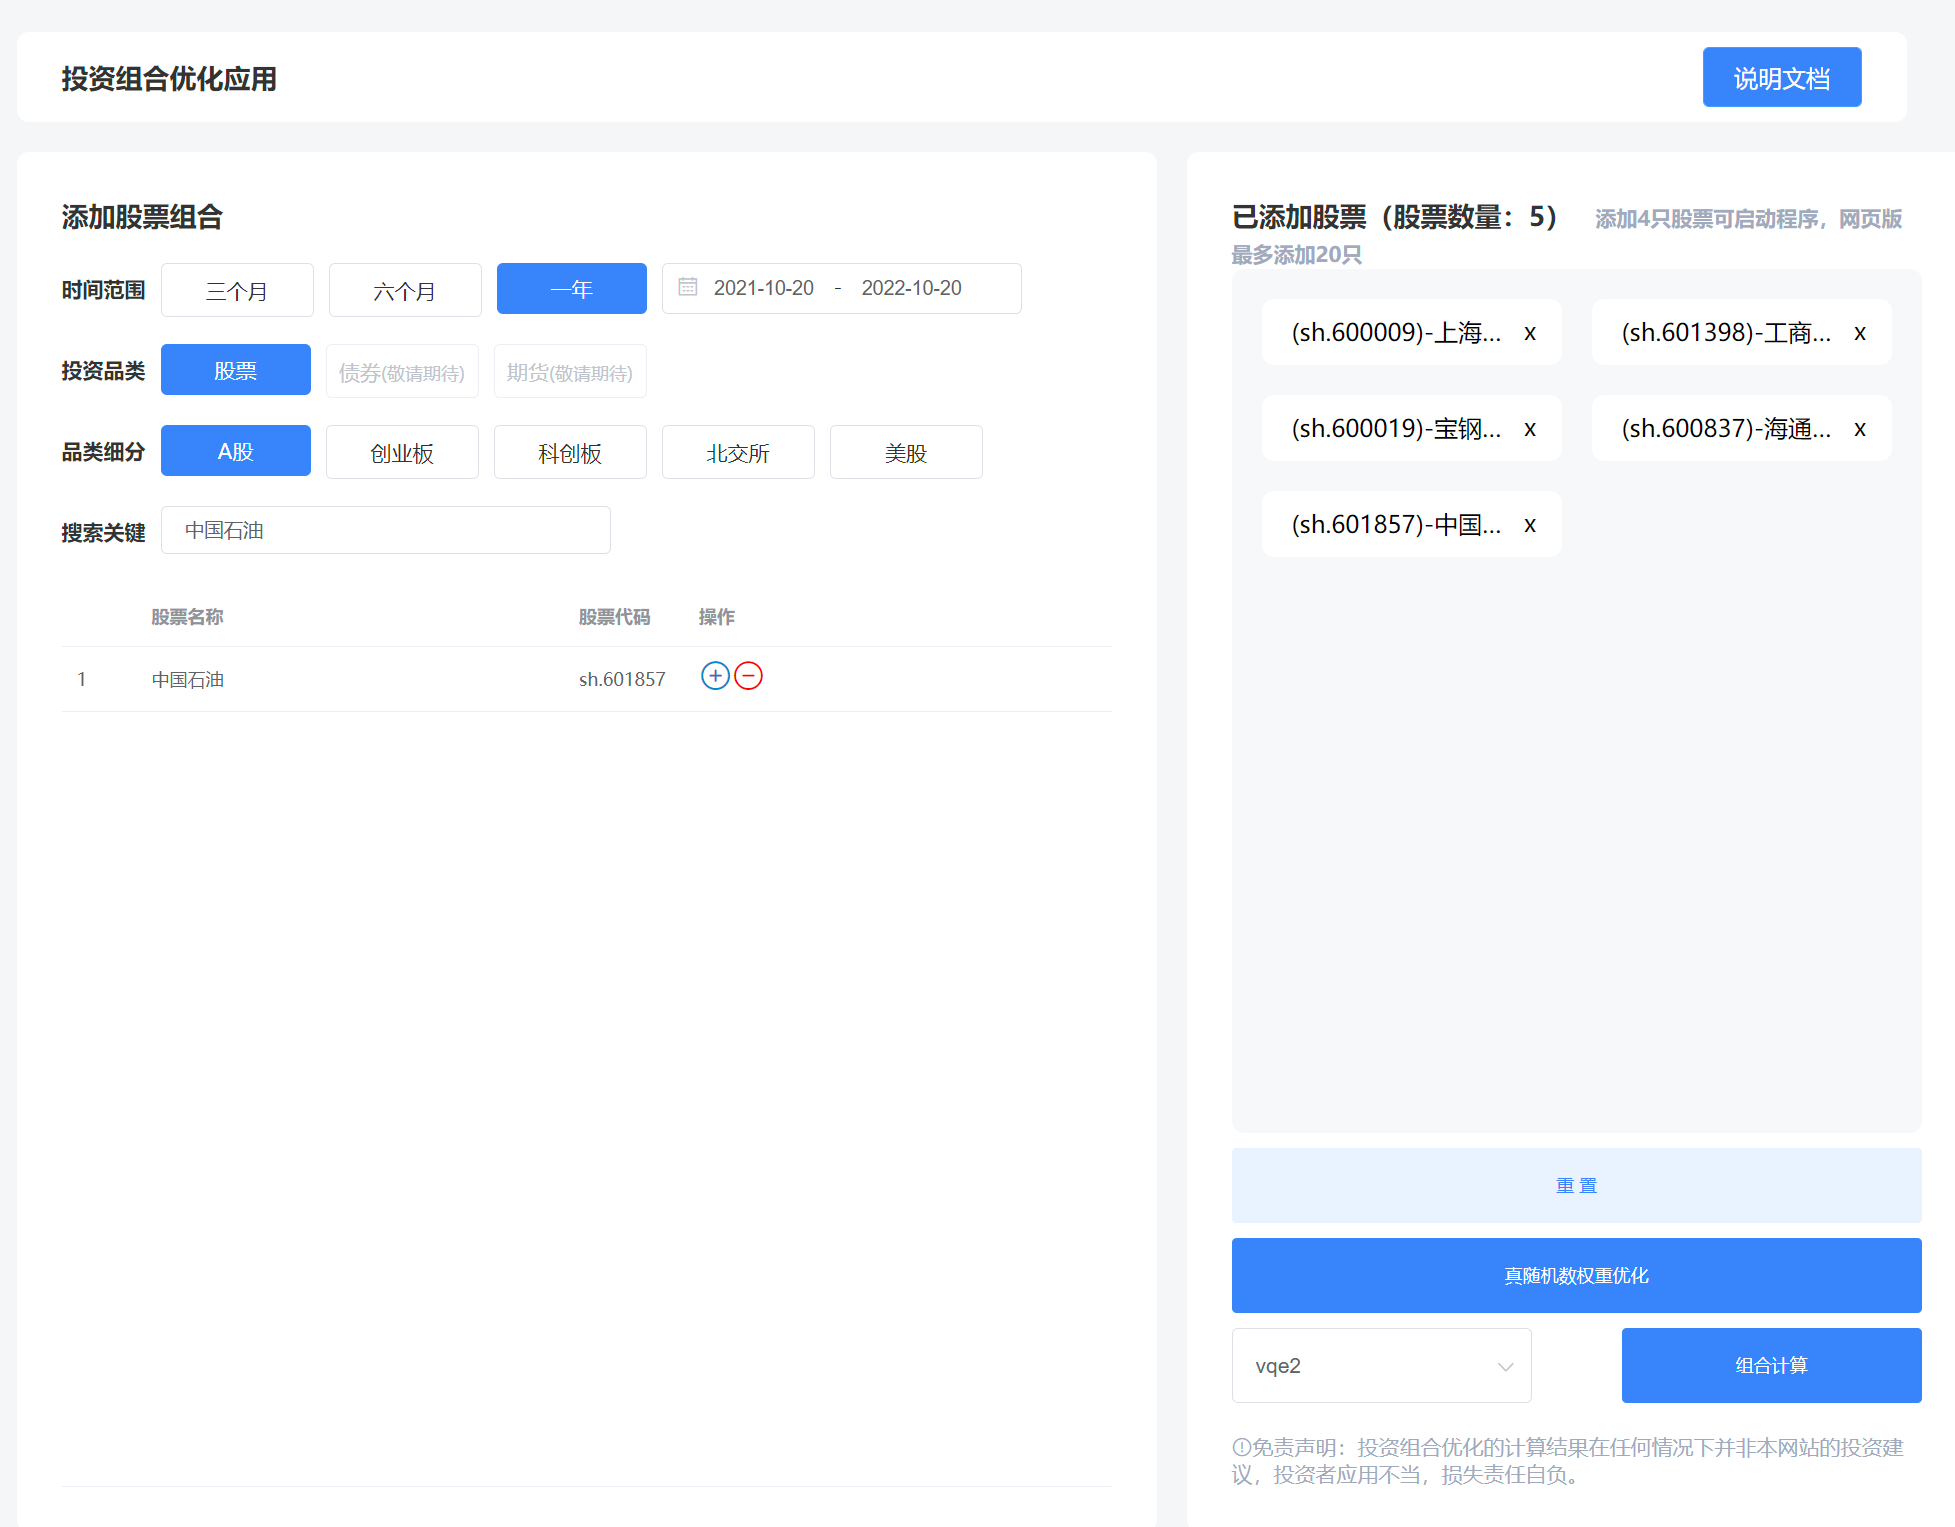 投资组合优化应用
说明文档
添加股票组合
时间范围 三个月 六个月 一年 2021-10-20 - 2022-10-20
投资品类 股票 债券(敬请期待) 期货(敬请期待)
品类细分 A股 创业板 科创板 北交所 美股
搜索关键 中国石油
股票名称 股票代码 操作
1 中国石油 sh.601857
已添加股票（股票数量：5） 添加4只股票可启动程序，网页版
最多添加20只
(sh.600009)-上海... x (sh.601398)-工商... x
(sh.600019)-宝钢... x (sh.600837)-海通... x
(sh.601857)-中国... x
重 置
真随机数权重优化
vqe2 组合计算
免责声明：投资组合优化的计算结果在任何情况下并非本网站的投资建
议，投资者应用不当，损失责任自负。